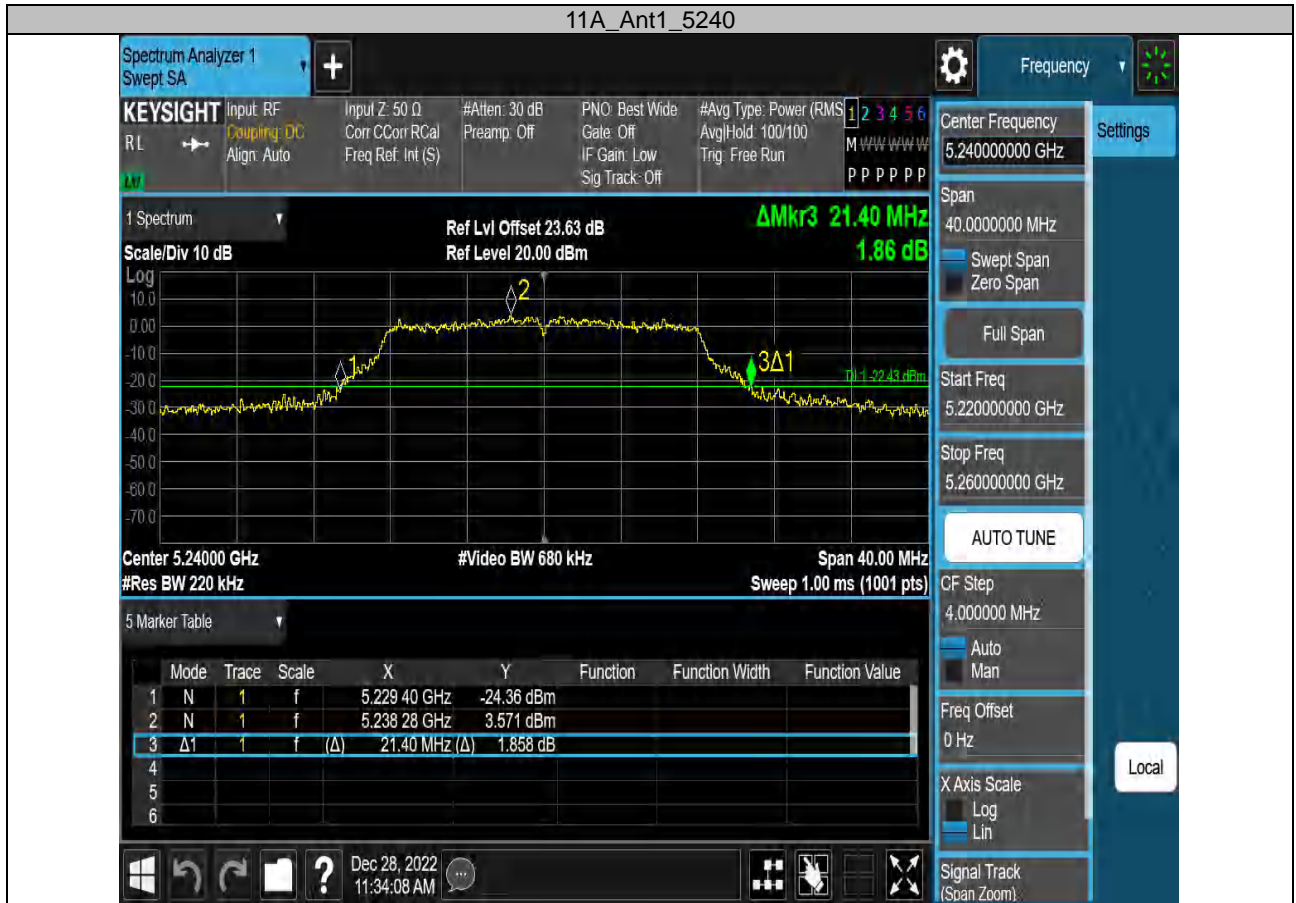 11A_Ant1_5240
Spectrum Analyzer 1
Swept SA
Frequency
KEYSIGHT
RL
Input: RF
Coupling: DC
Align: Auto
Input Z: 50 Ω
Corr CCorr RCal
Freq Ref: Int (S)
#Atten: 30 dB
Preamp: Off
PNO: Best Wide
Gate: Off
IF Gain: Low
Sig Track: Off
#Avg Type: Power (RMS
Avg|Hold: 100/100
Trig: Free Run
1 2 3 4 5 6
M W W W W W
P P P P P P
1 Spectrum
Scale/Div 10 dB
Ref Lvl Offset 23.63 dB
Ref Level 20.00 dBm
ΔMkr3 21.40 MHz
1.86 dB
Log
10.0
0.00
-10.0
-20.0
-30.0
-40.0
-50.0
-60.0
-70.0
1
2
3Δ1
DL1 -22.43 dBm
Center 5.24000 GHz
#Video BW 680 kHz
Span 40.00 MHz
#Res BW 220 kHz
Sweep 1.00 ms (1001 pts)
5 Marker Table
Mode Trace Scale X Y Function Function Width Function Value
1 N 1 f 5.229 40 GHz -24.36 dBm
2 N 1 f 5.238 28 GHz 3.571 dBm
3 Δ1 1 f (Δ) 21.40 MHz (Δ) 1.858 dB
4
5
6
Dec 28, 2022
11:34:08 AM
Center Frequency
5.240000000 GHz
Settings
Span
40.0000000 MHz
Swept Span
Zero Span
Full Span
Start Freq
5.220000000 GHz
Stop Freq
5.260000000 GHz
AUTO TUNE
CF Step
4.000000 MHz
Auto
Man
Freq Offset
0 Hz
X Axis Scale
Log
Lin
Local
Signal Track
(Span Zoom)